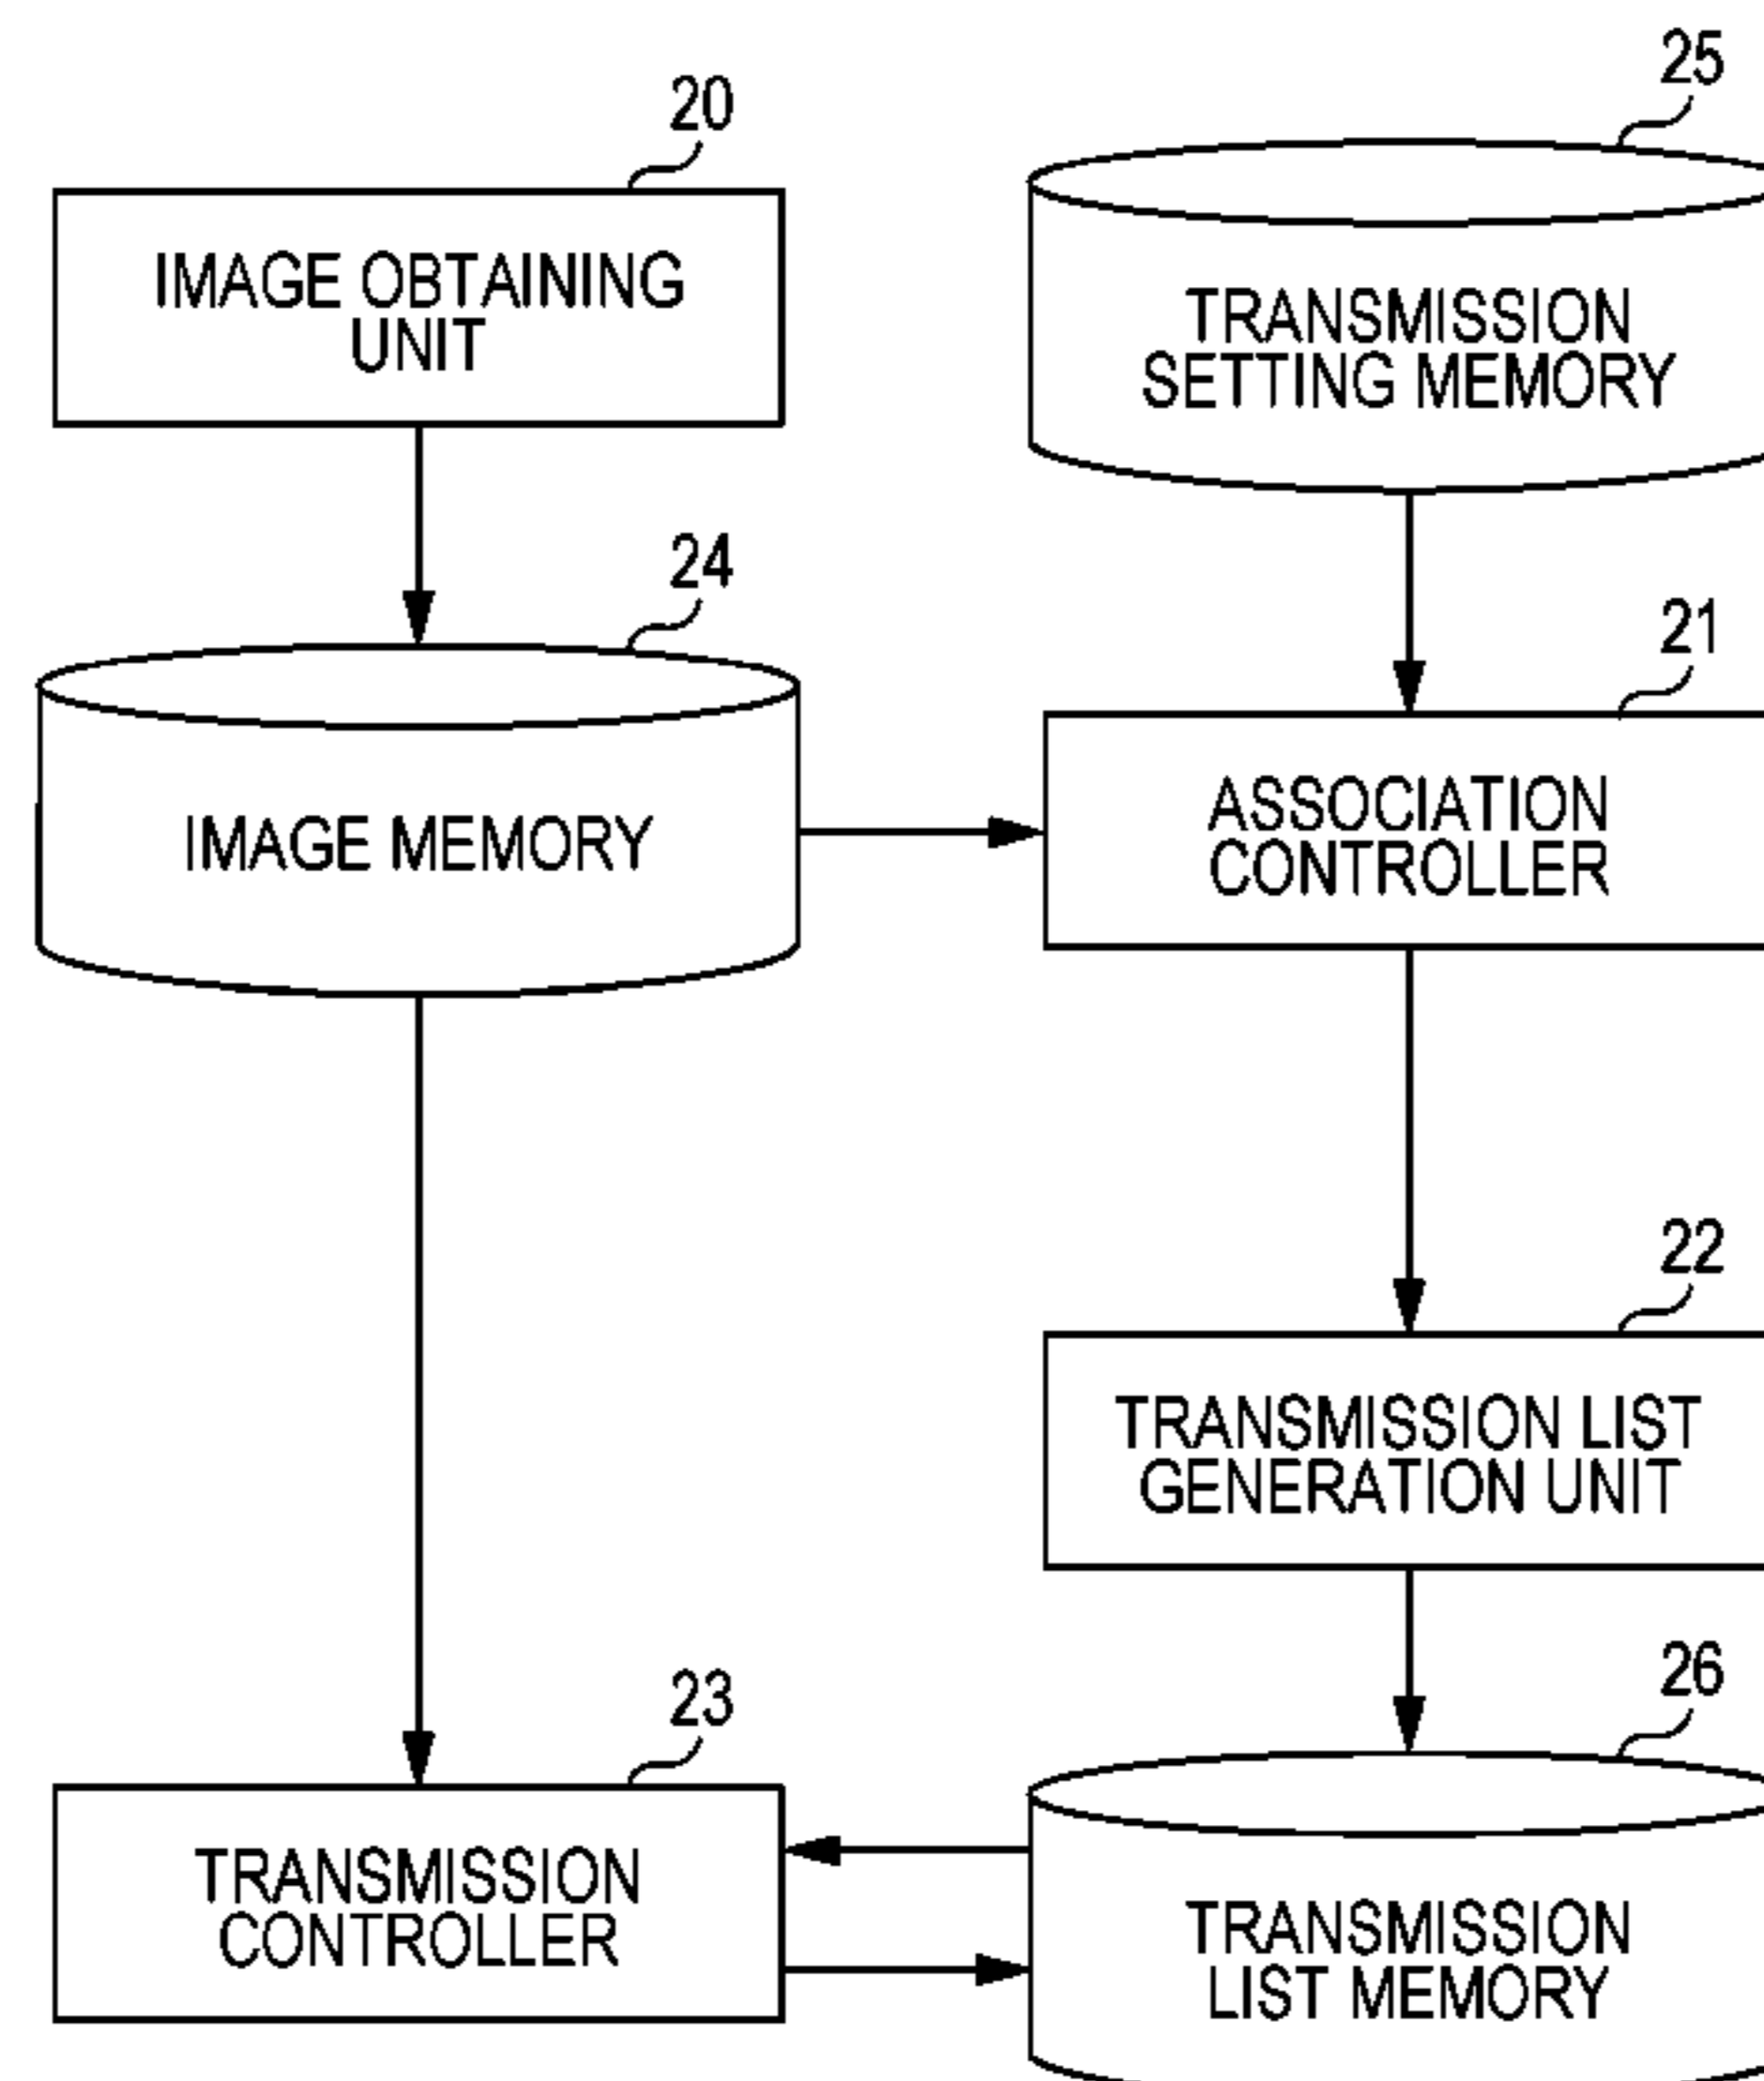 20
IMAGE OBTAINING
UNIT
25
TRANSMISSION
SETTING MEMORY
24
IMAGE MEMORY
21
ASSOCIATION
CONTROLLER
22
TRANSMISSION LIST
GENERATION UNIT
23
TRANSMISSION
CONTROLLER
26
TRANSMISSION
LIST MEMORY